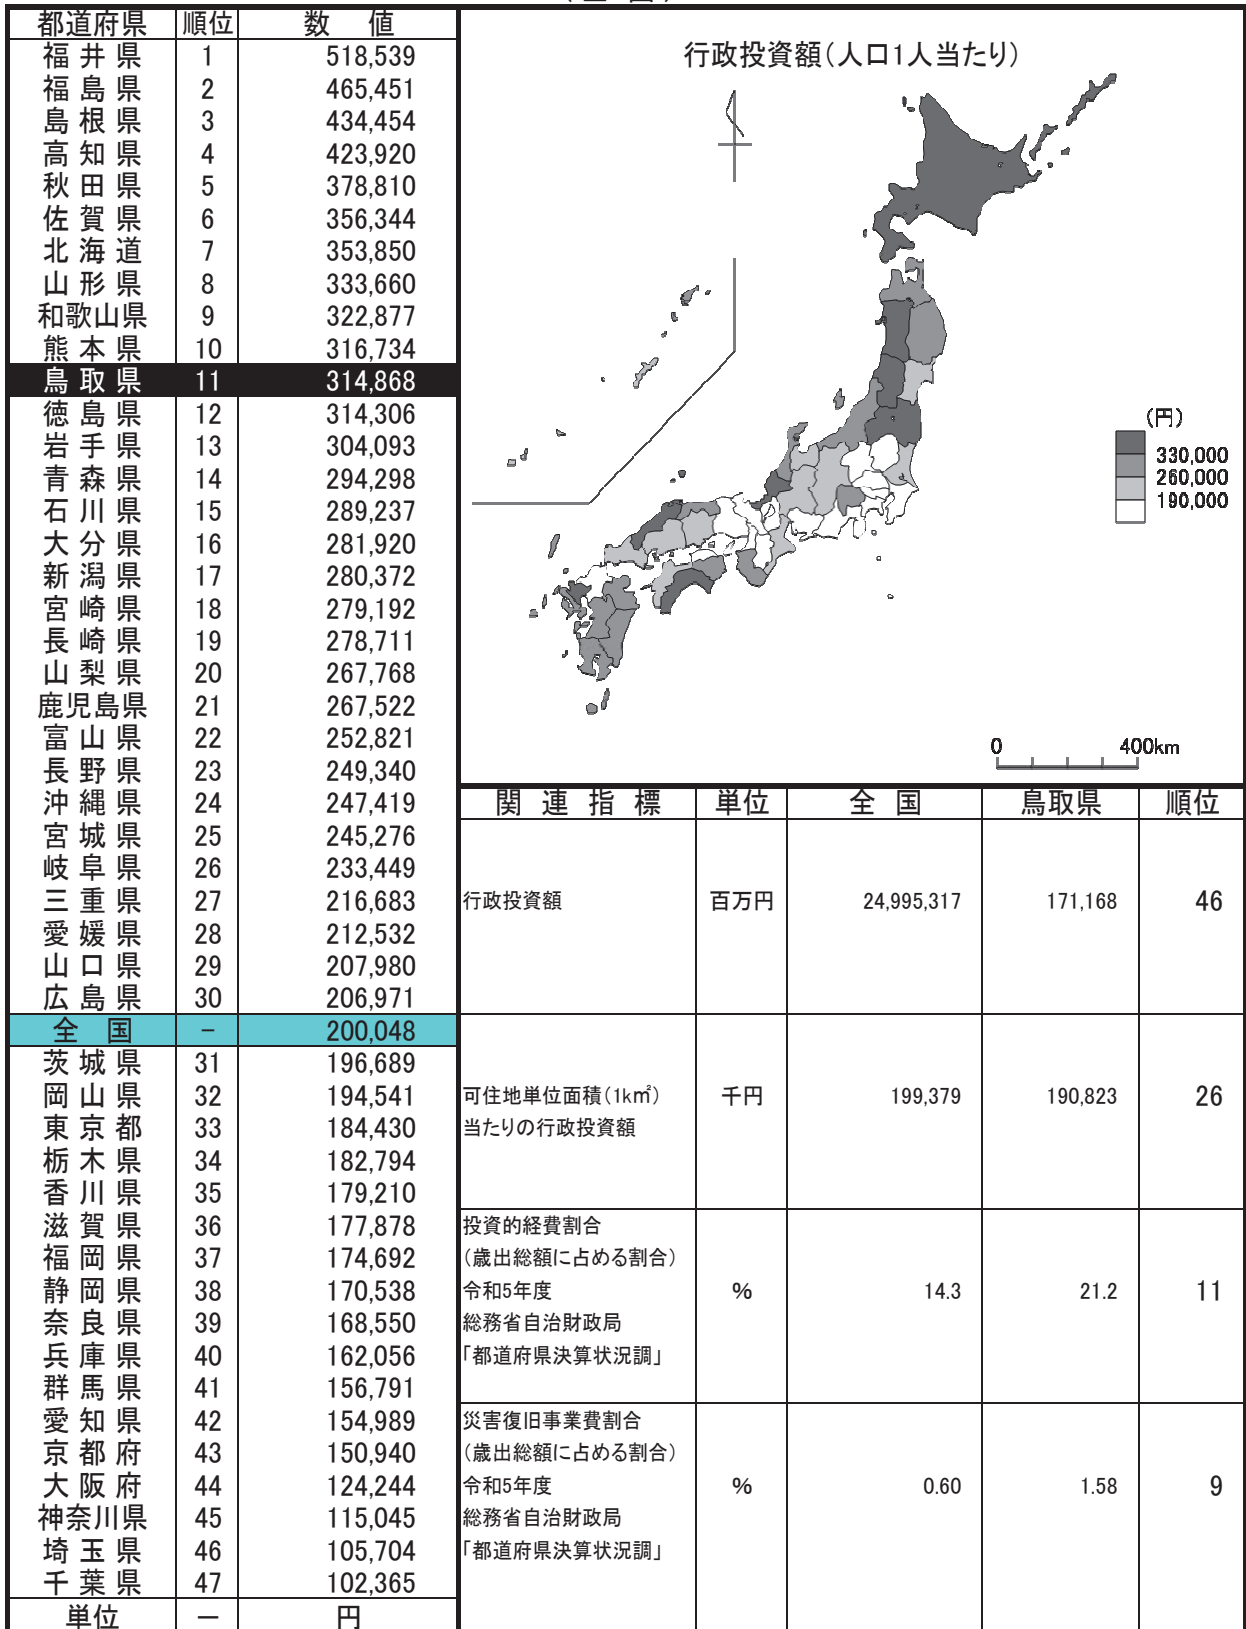 都道府県 順位 数 値
福井県 1 518,539
福島県 2 465,451
島根県 3 434,454
高知県 4 423,920
秋田県 5 378,810
佐賀県 6 356,344
北海道 7 353,850
山形県 8 333,660
和歌山県 9 322,877
熊本県 10 316,734
鳥取県 11 314,868
徳島県 12 314,306
岩手県 13 304,093
青森県 14 294,298
石川県 15 289,237
大分県 16 281,920
新潟県 17 280,372
宮崎県 18 279,192
長崎県 19 278,711
山梨県 20 267,768
鹿児島県 21 267,522
富山県 22 252,821
長野県 23 249,340
沖縄県 24 247,419
宮城県 25 245,276
岐阜県 26 233,449
三重県 27 216,683
愛媛県 28 212,532
山口県 29 207,980
広島県 30 206,971
全国 － 200,048
茨城県 31 196,689
岡山県 32 194,541
東京都 33 184,430
栃木県 34 182,794
香川県 35 179,210
滋賀県 36 177,878
福岡県 37 174,692
静岡県 38 170,538
奈良県 39 168,550
兵庫県 40 162,056
群馬県 41 156,791
愛知県 42 154,989
京都府 43 150,940
大阪府 44 124,244
神奈川県 45 115,045
埼玉県 46 105,704
千葉県 47 102,365
単位 － 円
行政投資額（人口1人当たり）
(円)
330,000
260,000
190,000
0 400km
関連指標 単位 全国 鳥取県 順位
行政投資額 百万円 24,995,317 171,168 46
可住地単位面積（1k㎡）
当たりの行政投資額 千円 199,379 190,823 26
投資的経費割合
（歳出総額に占める割合）
令和5年度 % 14.3 21.2 11
総務省自治財政局
「都道府県決算状況調」
災害復旧事業費割合
（歳出総額に占める割合）
令和5年度 % 0.60 1.58 9
総務省自治財政局
「都道府県決算状況調」